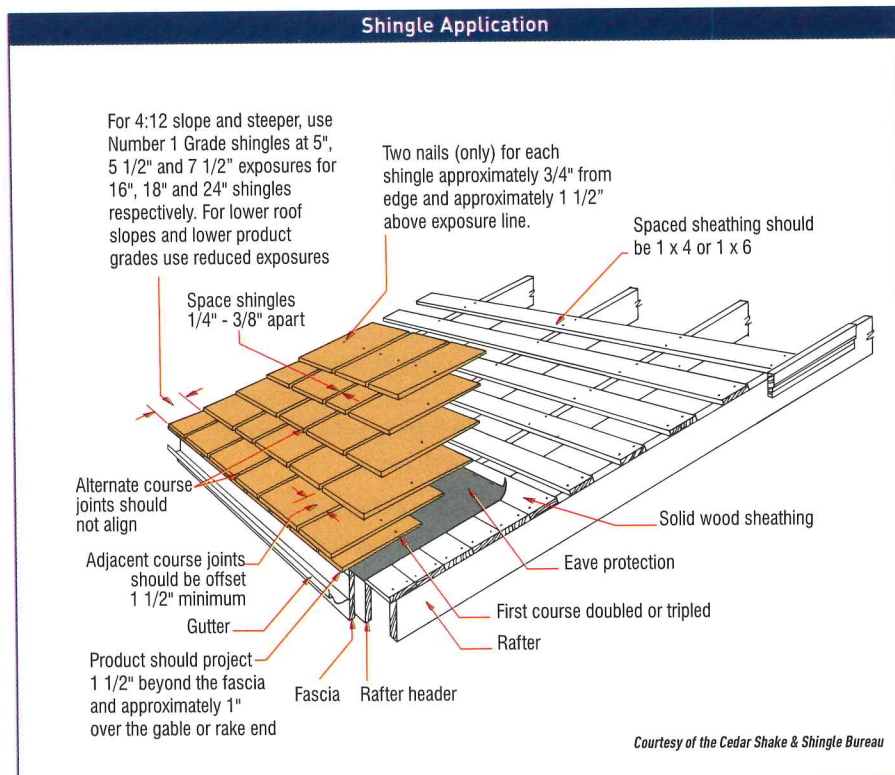 Shingle Application
For 4:12 slope and steeper, use
Number 1 Grade shingles at 5",
5 1/2" and 7 1/2” exposures for
16", 18" and 24" shingles
respectively. For lower roof
slopes and lower product
grades use reduced exposures
Two nails (only) for each
shingle approximately 3/4" from
edge and approximately 1 1/2”
above exposure line.
Spaced sheathing should
be 1 x 4 or 1 x 6
Space shingles
1/4" - 3/8" apart
Alternate course
joints should
not align
Adjacent course joints
should be offset
1 1/2" minimum
Gutter
Product should project
1 1/2" beyond the fascia
and approximately 1"
over the gable or rake end
Fascia
Rafter header
Solid wood sheathing
Eave protection
First course doubled or tripled
Rafter
Courtesy of the Cedar Shake & Shingle Bureau